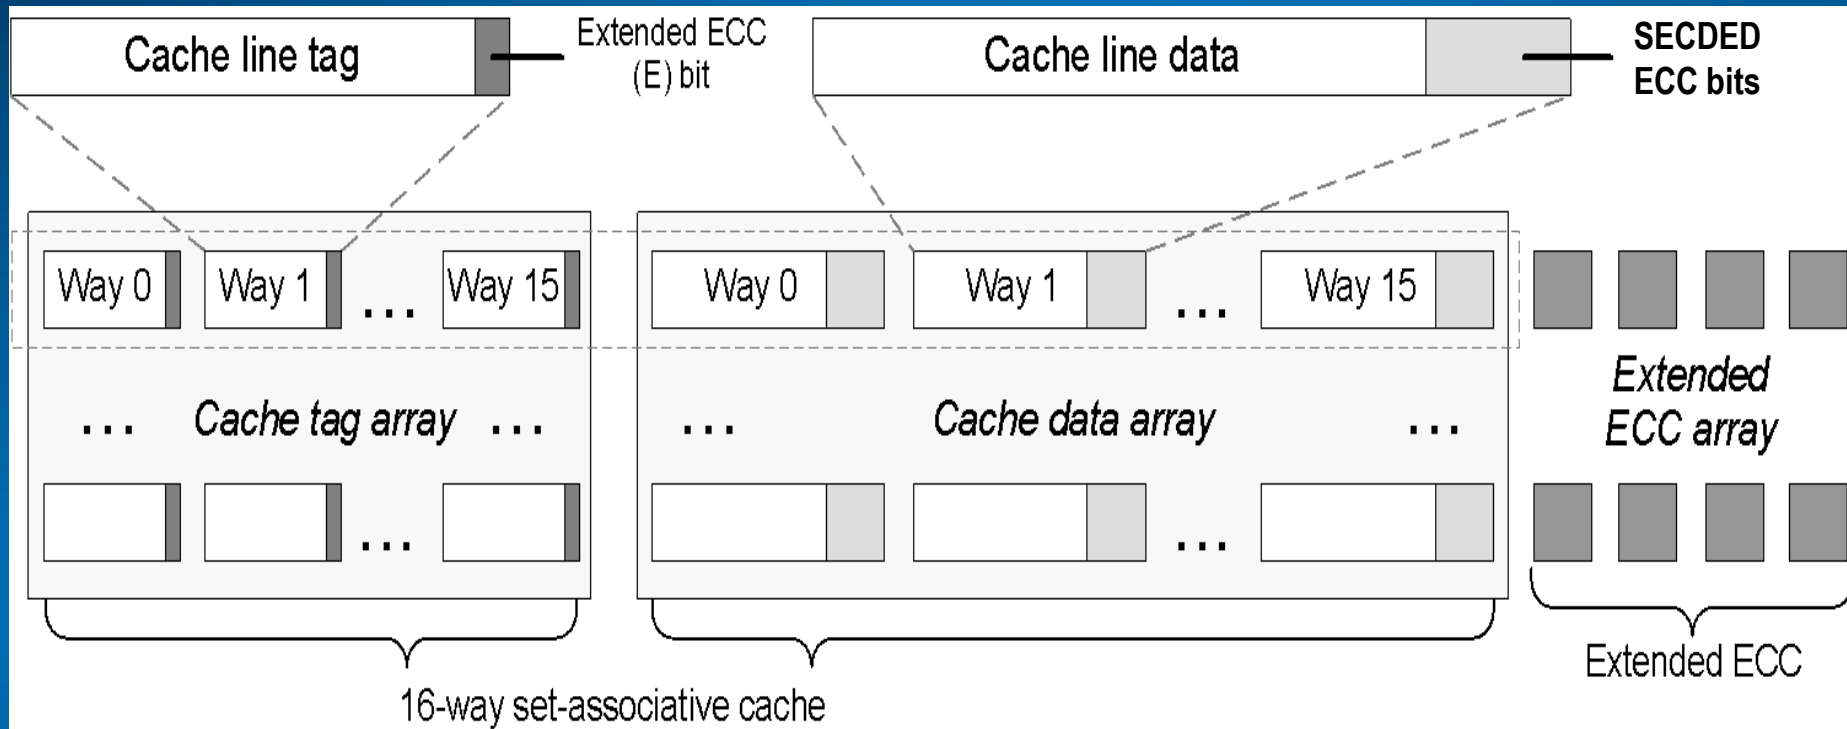 Cache line tag
Extended ECC
(E) bit
Cache line data
SECDED
ECC bits
Way 0
Way 1
...
Way 15
Way 0
Way 1
...
Way 15
...
Cache tag array
...
...
Cache data array
...
Extended
ECC array
...
...
Extended ECC
16-way set-associative cache